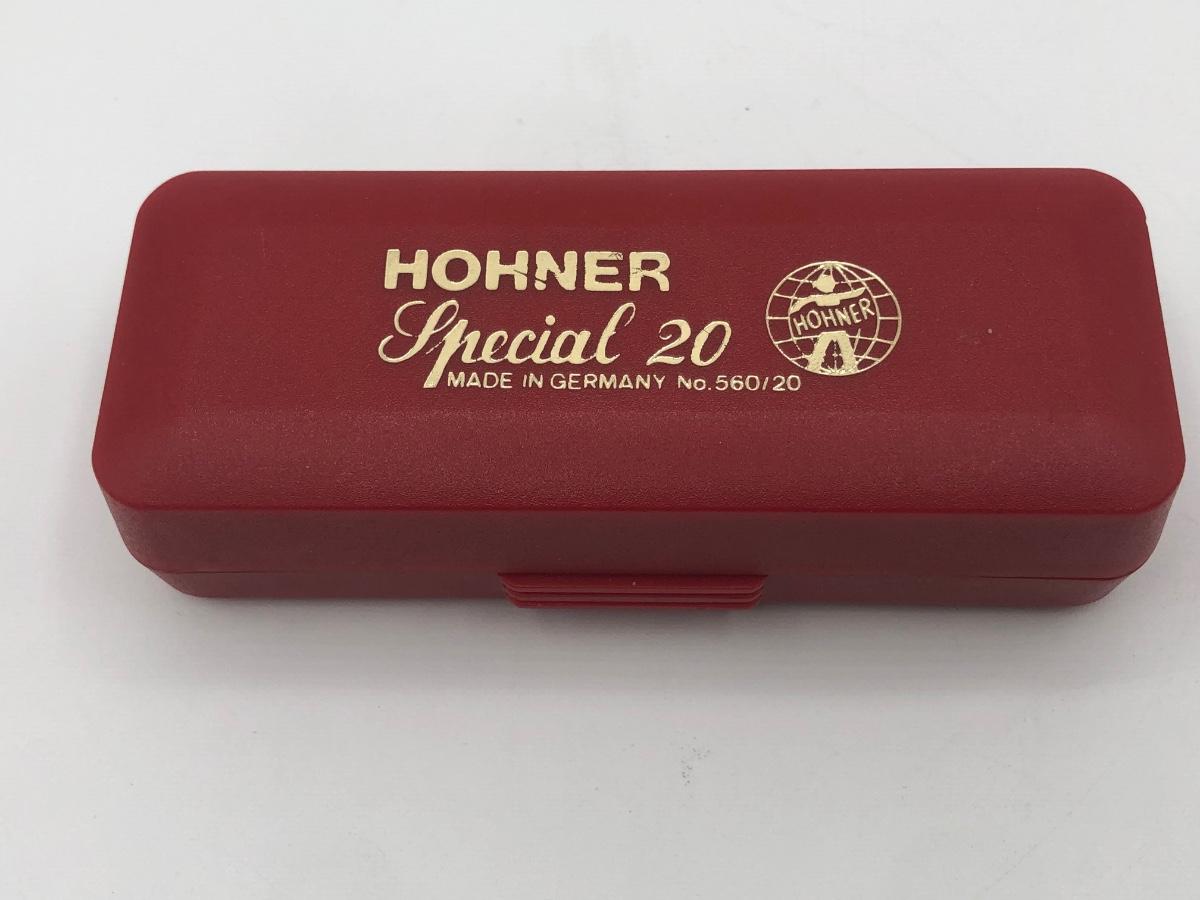 HOHNER
Special 20
HOHNER
MADE IN GERMANY No.560/20